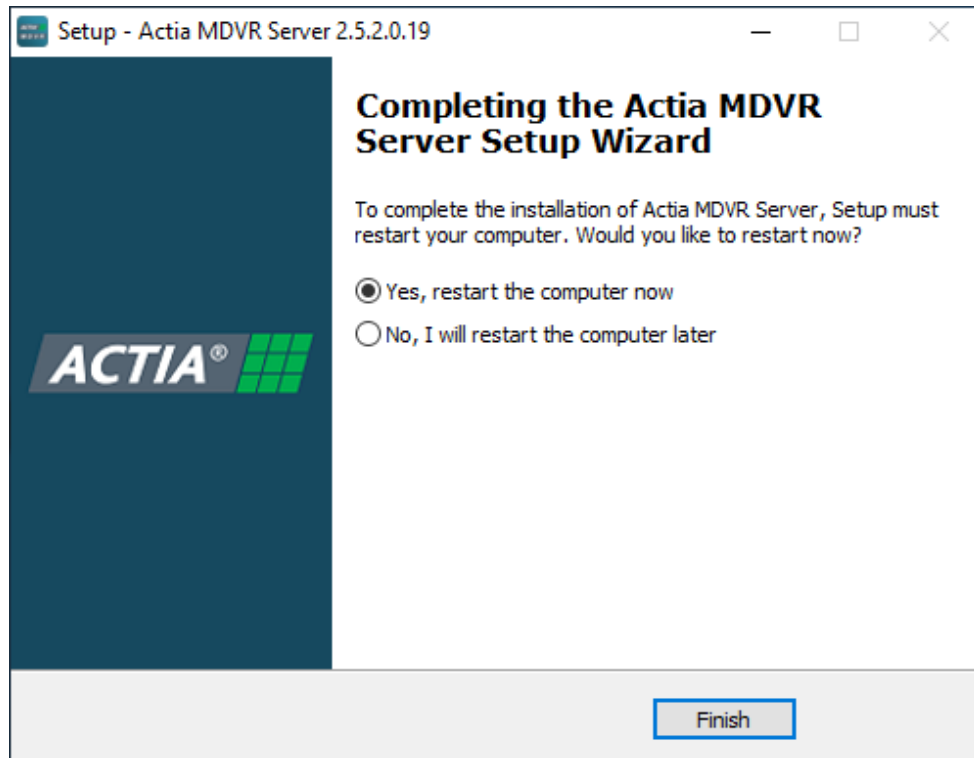 Setup - Actia MDVR Server 2.5.2.0.19
Completing the Actia MDVR
Server Setup Wizard
To complete the installation of Actia MDVR Server, Setup must
restart your computer. Would you like to restart now?
Yes, restart the computer now
No, I will restart the computer later
ACTIA®
Finish